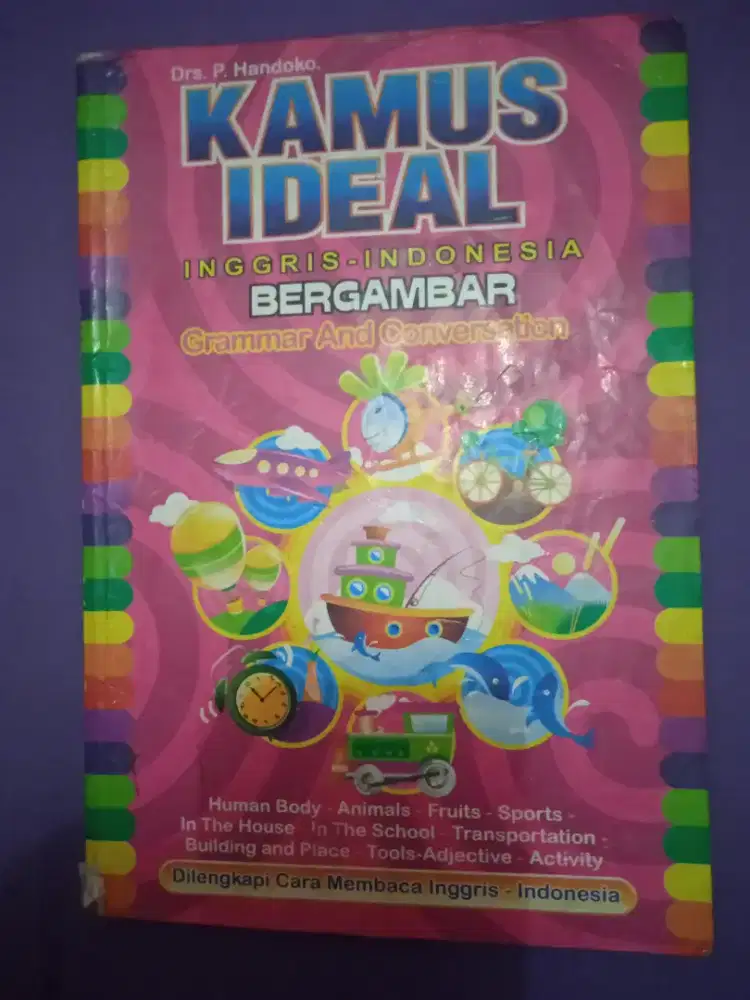 Drs. P. Handoko.
KAMUS
IDEAL
INGGRIS-INDONESIA
BERGAMBAR
Grammar And Conversation
Human Body - Animals - Fruits - Sports -
In The House - In The School - Transportation -
Building and Place - Tools-Adjective - Activity
Dilengkapi Cara Membaca Inggris - Indonesia